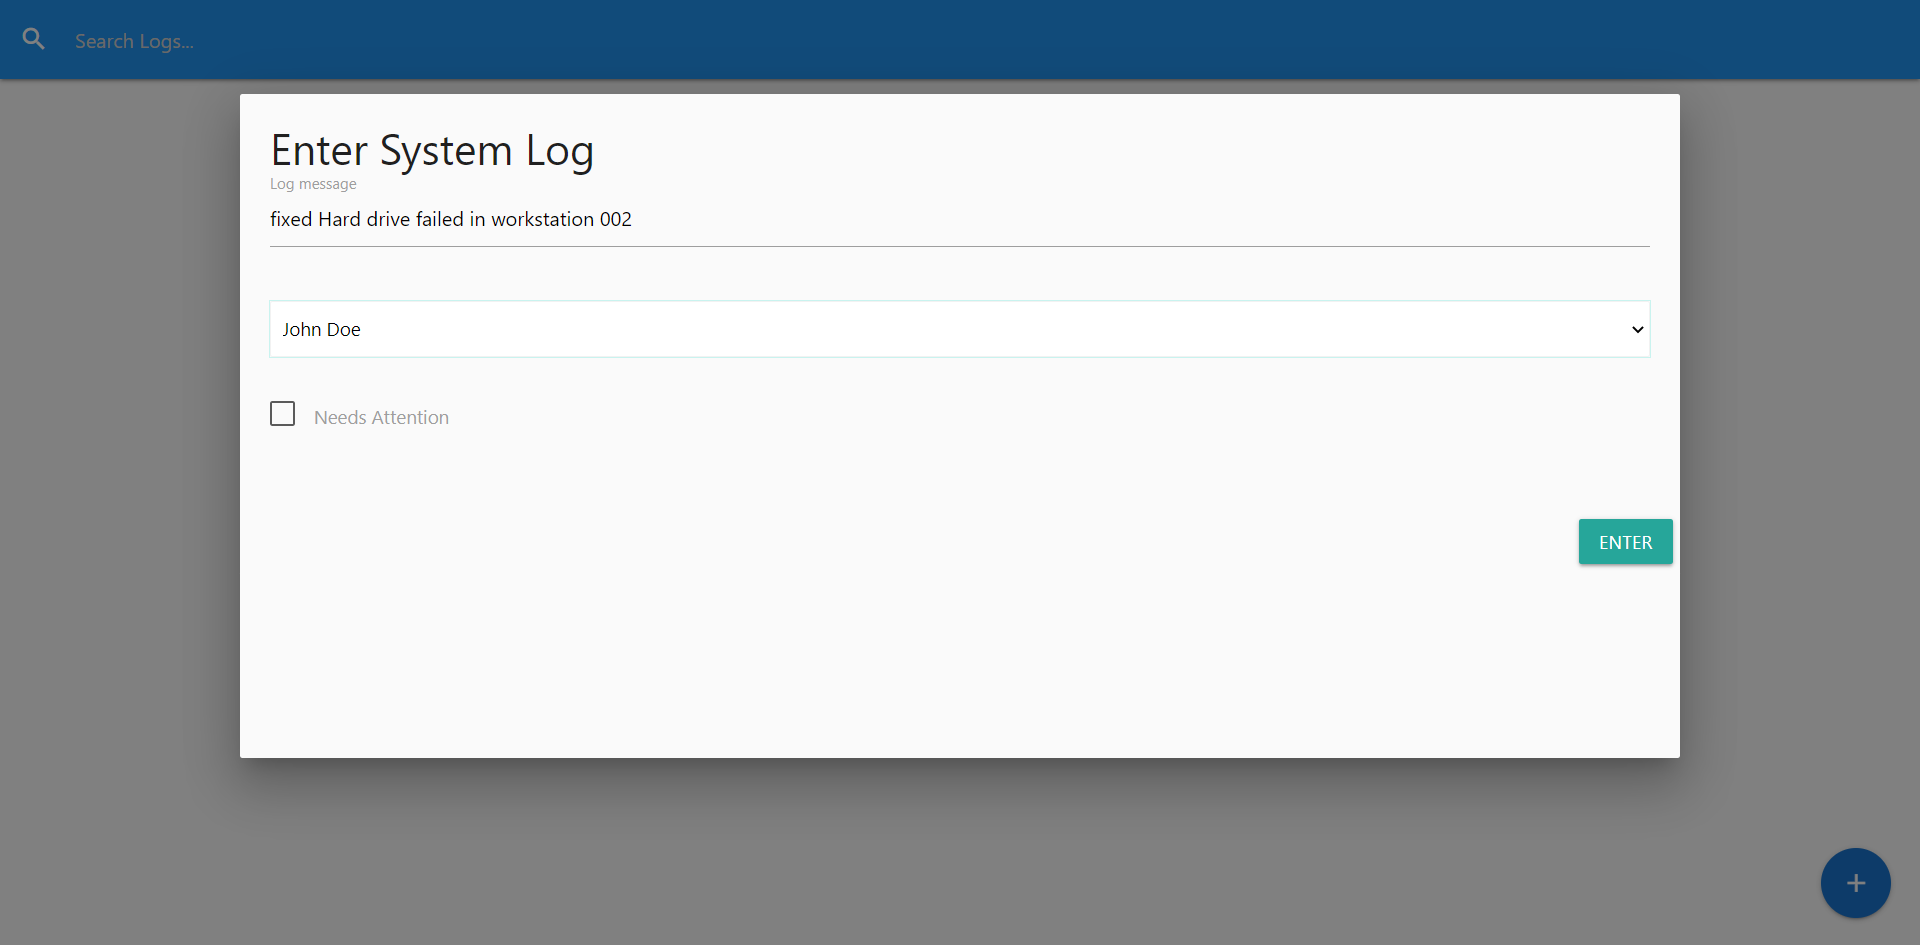 Search Logs...
Enter System Log
Log message
fixed Hard drive failed in workstation 002
John Doe
Needs Attention
ENTER